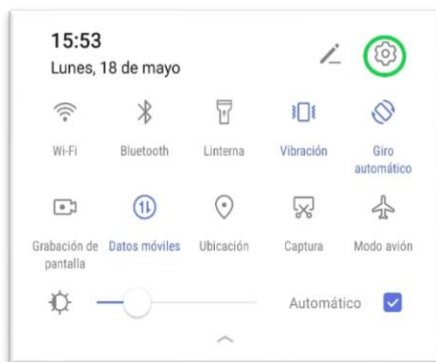 15:53
Lunes, 18 de mayo
Wi-Fi
Bluetooth
Linterna
Vibración
Giro
automático
Grabación de
pantalla
Datos móviles
Ubicación
Captura
Modo avión
Automático